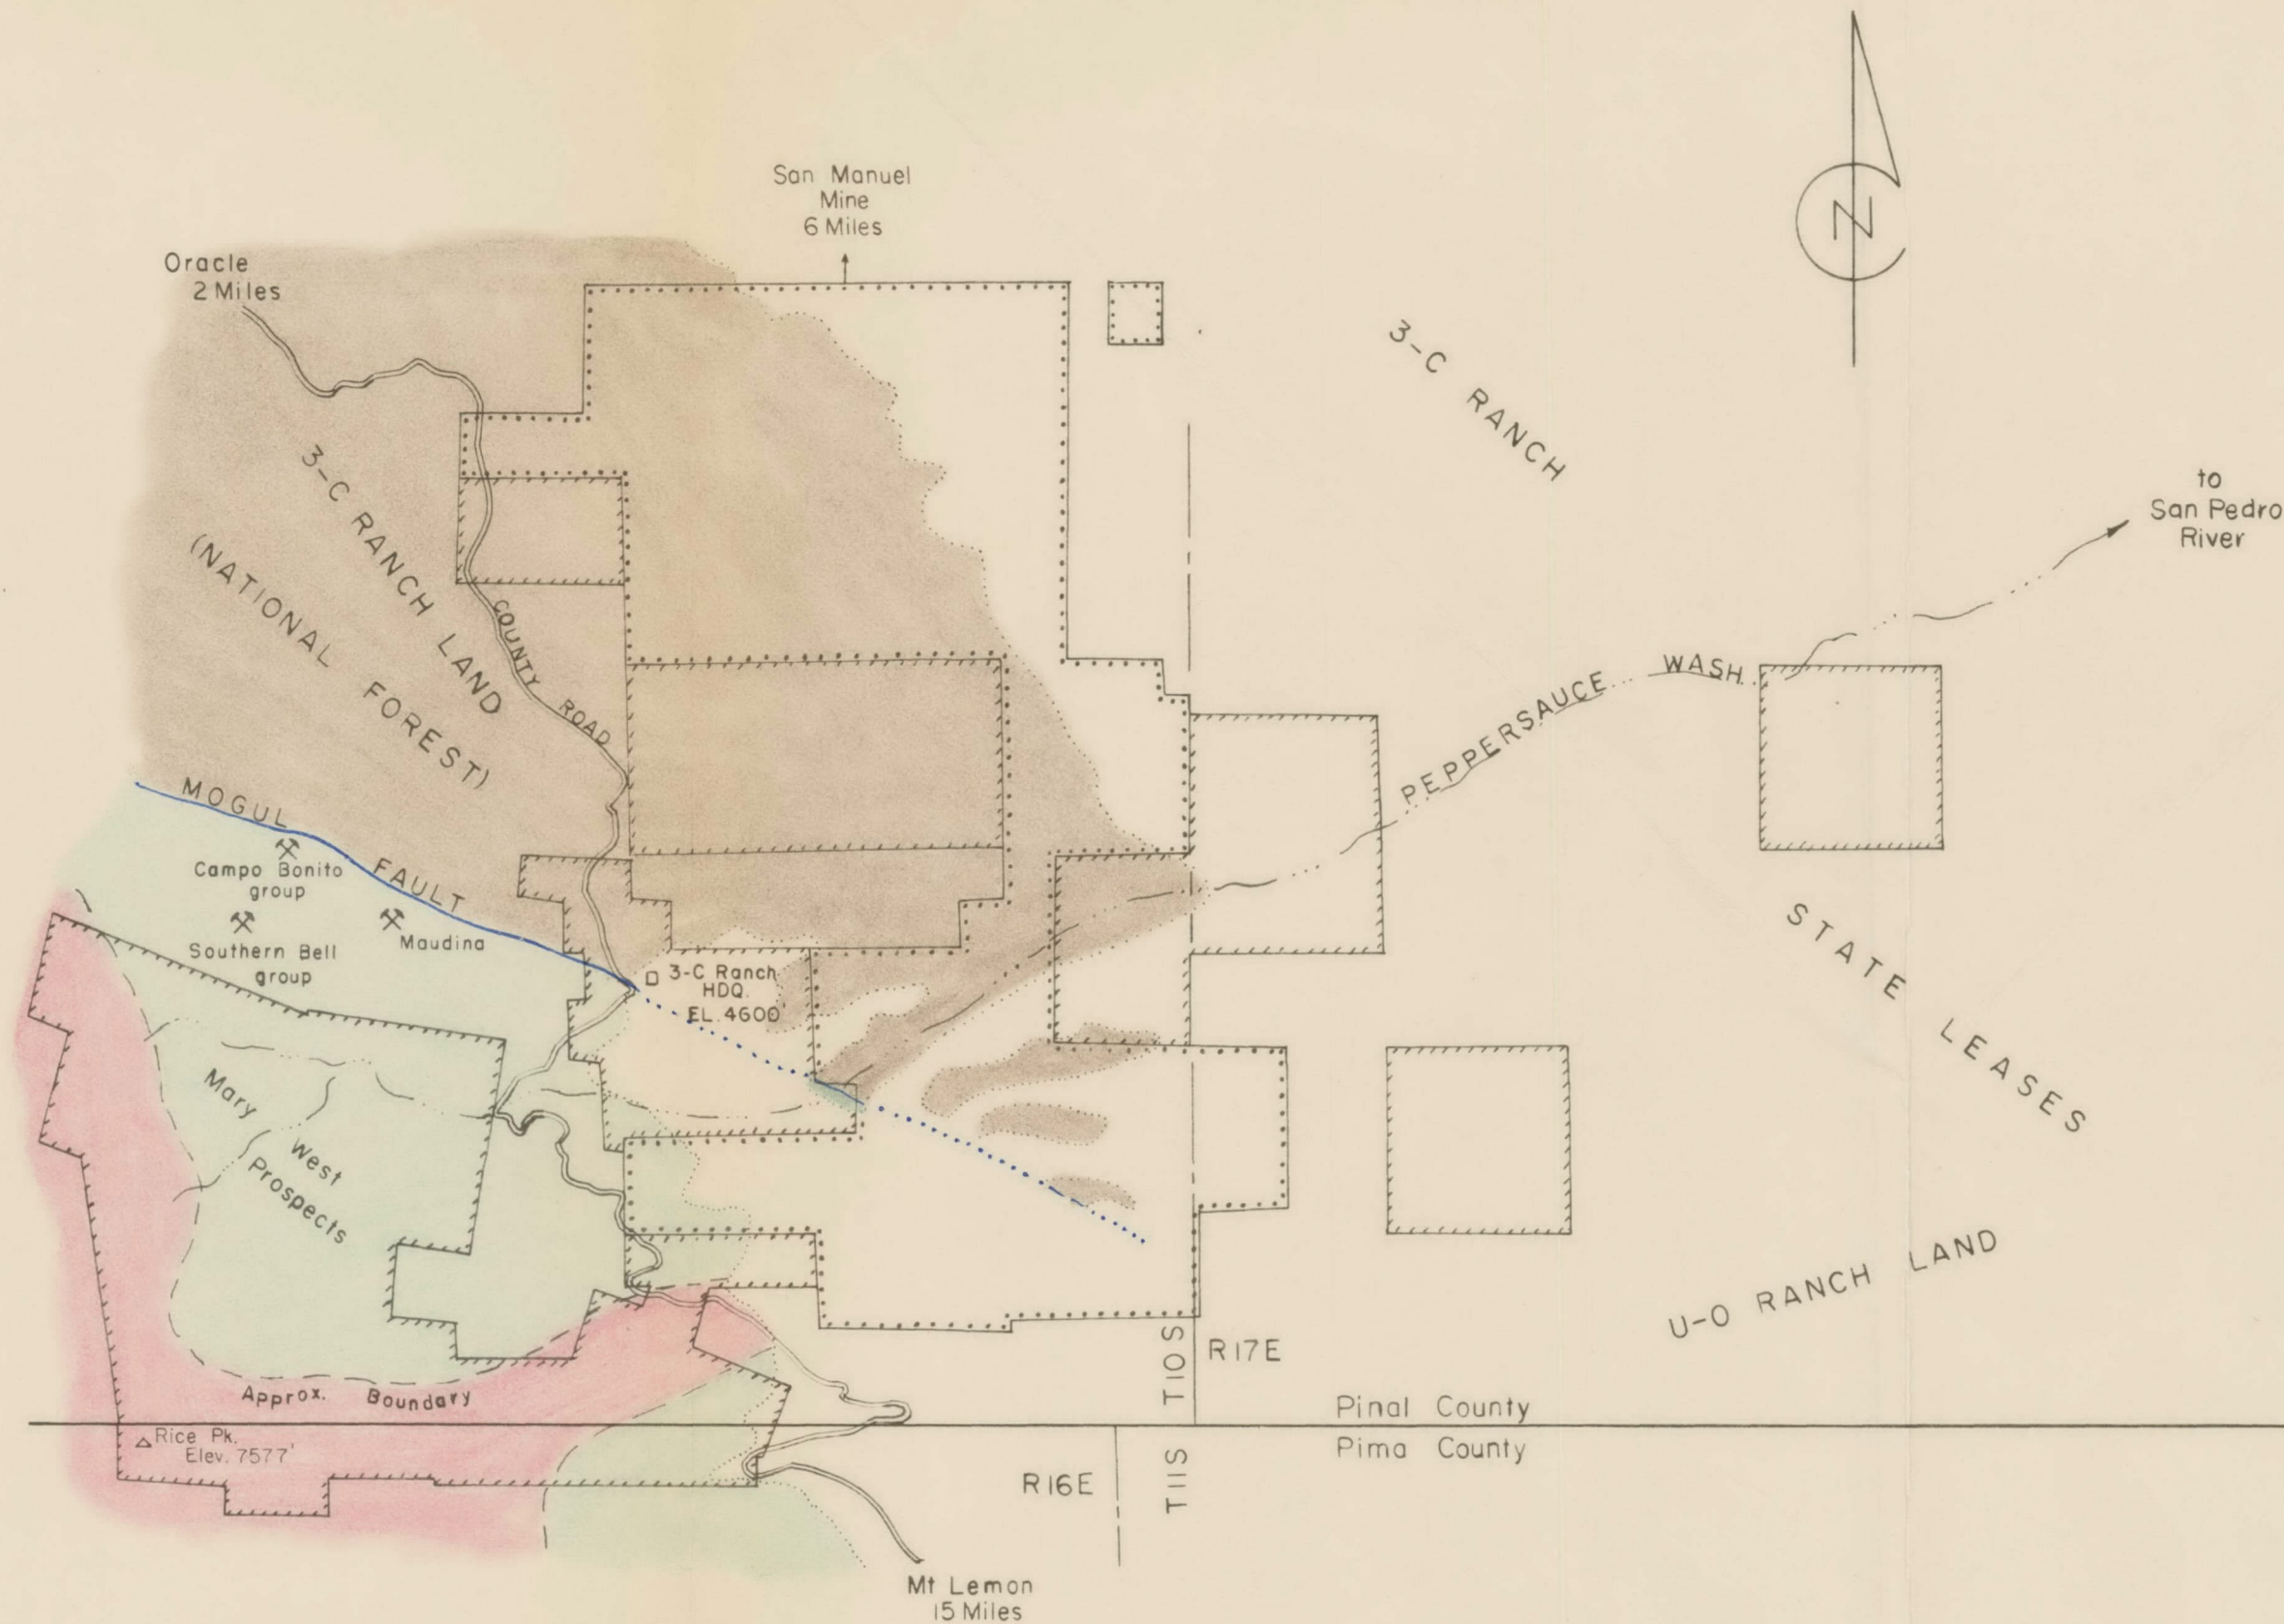 San Manuel
Mine
6 Miles
Oracle
2 Miles
N
3-C RANCH
to
San Pedro
River
3-C RANCH LAND
(NATIONAL FOREST)
COUNTY ROAD
PEPPERSAUCE WASH
MOGUL FAULT
Campo Bonito
group
Southern Bell
group
Maudina
3-C Ranch
HDQ.
EL. 4600'
STATE LEASES
Mary West
Prospects
U-O RANCH LAND
Approx. Boundary
T10S
R17E
Pinal County
Pima County
Rice Pk.
Elev. 7577'
R16E
T11S
Mt Lemon
15 Miles